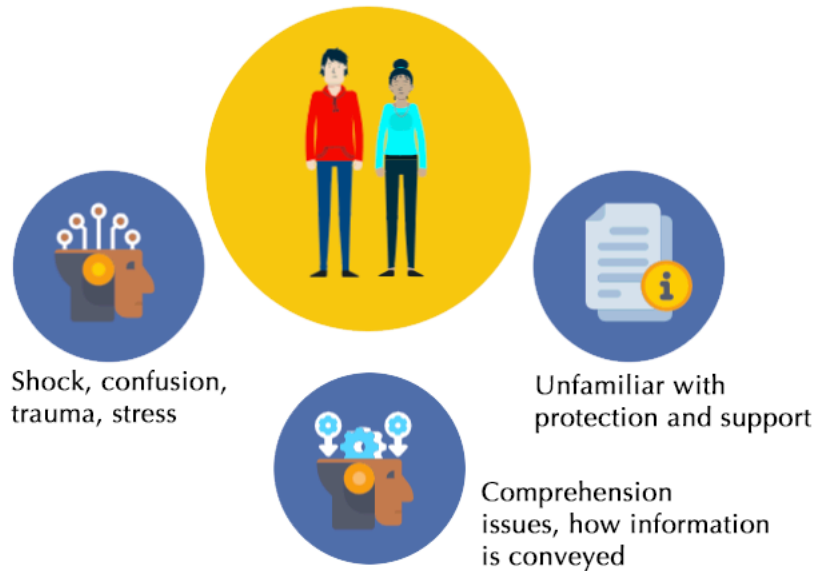 Shock, confusion,
trauma, stress
Unfamiliar with
protection and support
Comprehension
issues, how information
is conveyed